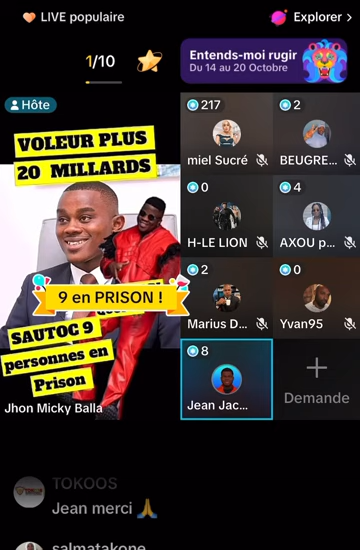 LIVE populaire
Explorer >
1/10
Entends-moi rugir
Du 14 au 20 Octobre
Hôte
217
2
VOLEUR PLUS
20 MILLARDS
miel Sucré
BEUGRE...
0
4
H-LE LION
AXOU p...
9 en PRISON !
2
0
SAUTOC 9
personnes en
Prison
Marius D...
Yvan95
8
Jhon Micky Balla
Jean Jac...
Demande
TOKOOS
Jean merci 🙏
salmatakone